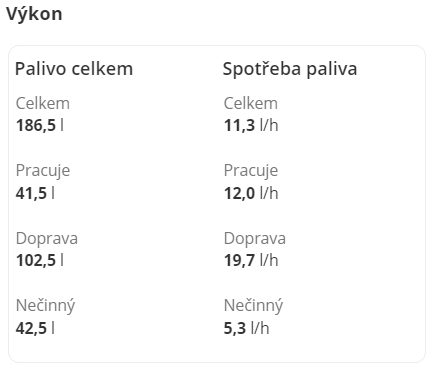 Výkon
Palivo celkem
Celkem
186,5 l
Pracuje
41,5 l
Doprava
102,5 l
Nečinný
42,5 l
Spotřeba paliva
Celkem
11,3 l/h
Pracuje
12,0 l/h
Doprava
19,7 l/h
Nečinný
5,3 l/h